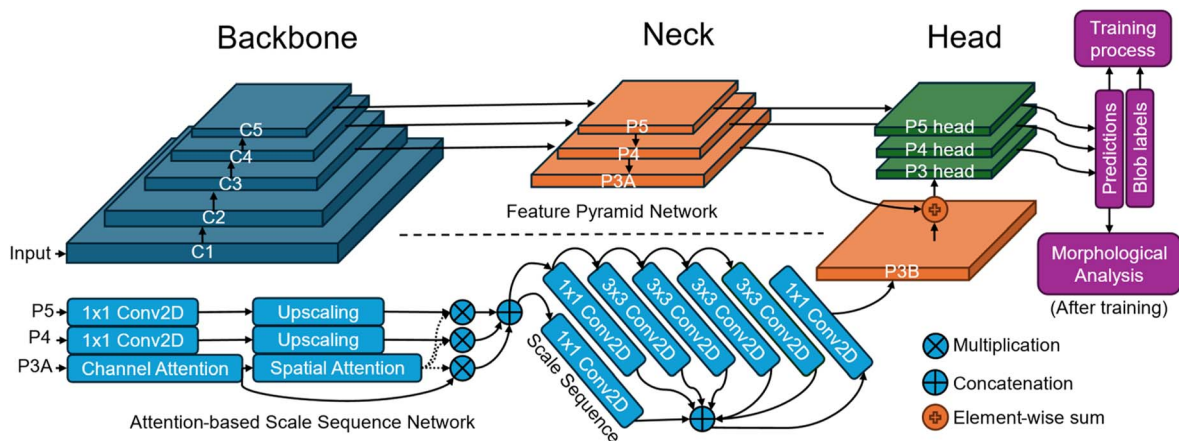 Backbone
Neck
Head
Training
process
C5
C4
C3
C2
C1
Input
P5
P4
P3A
Feature Pyramid Network
P5 head
P4 head
P3 head
P3B
Predictions
Blob labels
Morphological
Analysis
(After training)
P5
1x1 Conv2D
Upscaling
P4
1x1 Conv2D
Upscaling
P3A
Channel Attention
Spatial Attention
Attention-based Scale Sequence Network
1x1 Conv2D
3x3 Conv2D
3x3 Conv2D
3x3 Conv2D
3x3 Conv2D
1x1 Conv2D
1x1 Conv2D
Scale Sequence
Multiplication
Concatenation
Element-wise sum